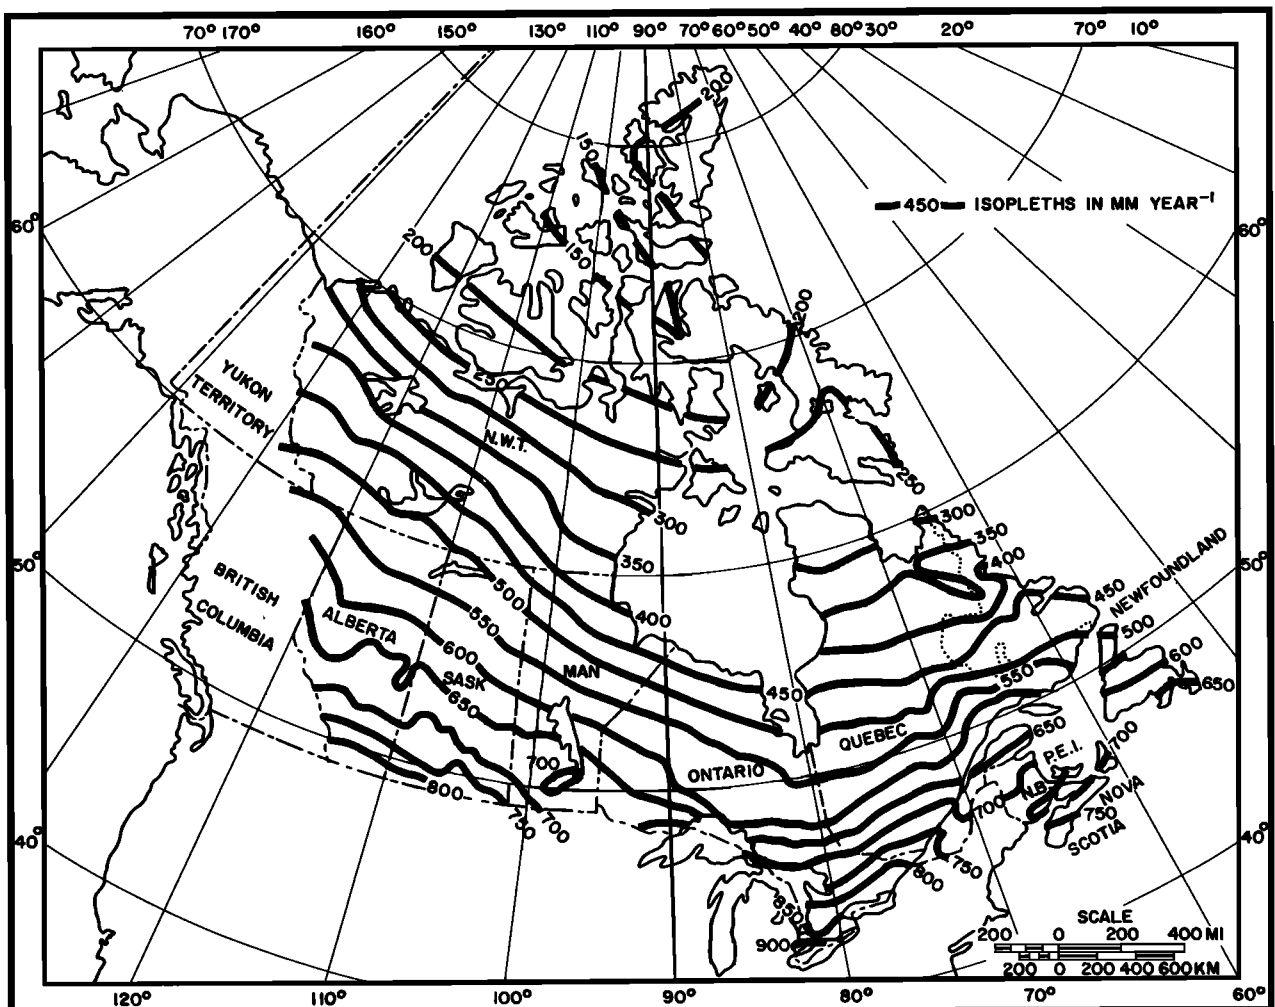 70° 170° 160° 150° 130° 110° 90° 70° 60° 50° 40° 80° 30° 20° 70° 10°
200
150
450 ISOPLETHS IN MM YEAR⁻¹
60° 60°
200
150
200
YUKON
TERRITORY
250
N.W.T.
250
300 300
350
350
400
50° 50°
BRITISH
COLUMBIA
ALBERTA
SASK
MAN
500
550
600
650
400
450
450
NEWFOUNDLAND
500
600
650
550
QUEBEC
ONTARIO
650
700
P.E.I.
N.B.
NOVA
SCOTIA
700
750
700
800
750
700
40° 40°
750
800
850
900
SCALE
200 0 200 400 MI
200 0 200 400 600 KM
120° 110° 100° 90° 80° 70° 60°